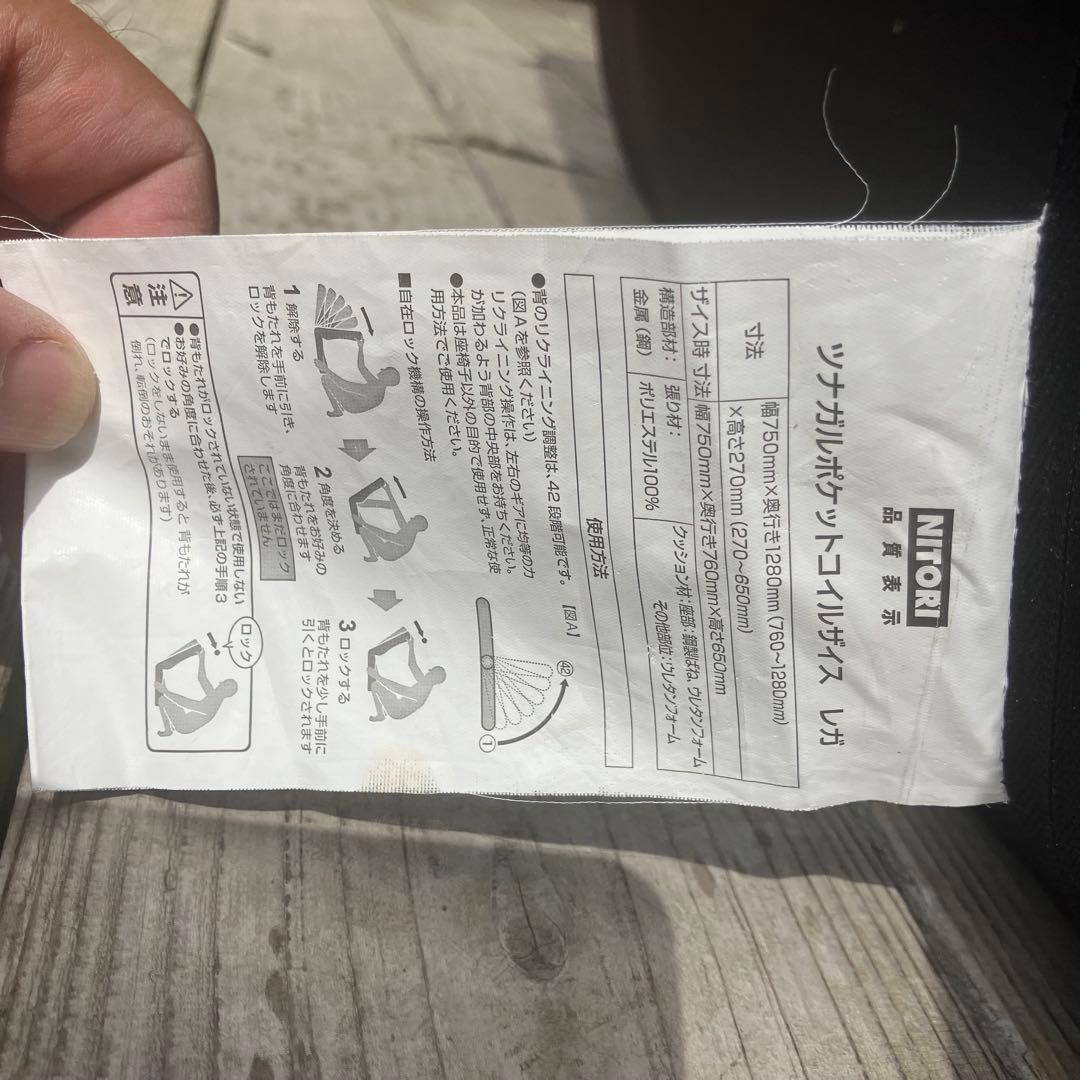 NITORI
品質表示
ツナガルポケットコイルザイス レガ
寸法
幅750mm×奥行き1280mm(760~1280mm)
×高さ270mm(270~650mm)
ザイス時 寸法
幅750mm×奥行き760mm×高さ650mm
構造部材:
金属(鋼)
張り材:
ポリエステル100%
クッション材:座部:鋼製ばね、ウレタンフォーム
その他部位:ウレタンフォーム
使用方法
●背のリクライニング調整は、42段階可能です。
(図Aを参照ください)
リクライニング操作は、左右のギアに均等の力
が加わるよう背部の中央部をお持ちください。
●本品は座椅子以外の目的で使用せず、正常な使
用方法でご使用ください。
【図A】
42
1
■自在ロック機構の操作方法
1 解除する
背もたれを手前に引き、
ロックを解除します
2 角度を決める
背もたれをお好みの
角度に合わせます
ここではまだロック
されていません
3 ロックする
背もたれを少し手前に
引くとロックされます
注意
●背もたれがロックされていない状態で使用しない
●お好みの角度に合わせた後、必ず上記の手順3
でロックする
(ロックをしないまま使用すると 背もたれが
倒れ、転倒のおそれがあります)
ロック